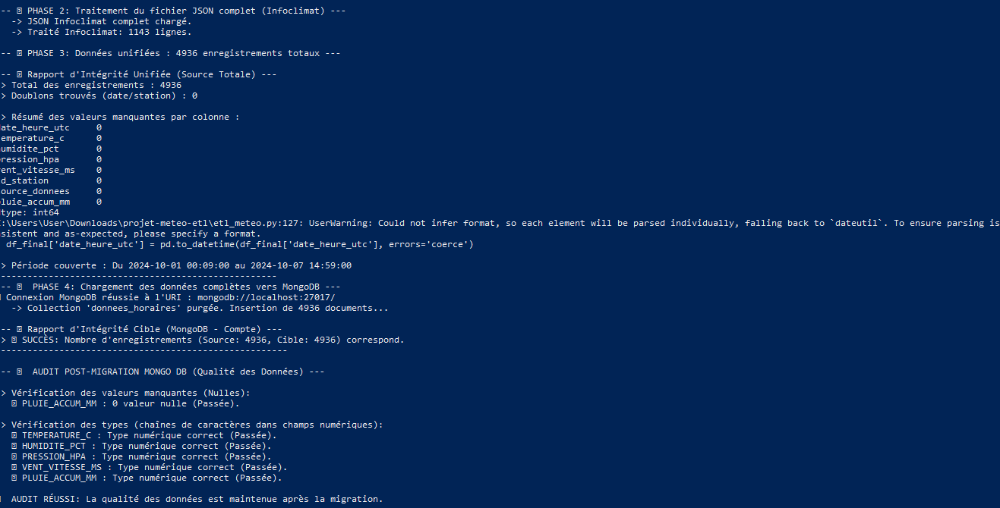 -- PHASE 2: Traitement du fichier JSON complet (Infoclimat) ---
-> JSON Infoclimat complet chargé.
-> Traité Infoclimat: 1143 lignes.
-- PHASE 3: Données unifiées : 4936 enregistrements totaux ---
-- Rapport d'Intégrité Unifiée (Source Totale) ---
> Total des enregistrements : 4936
> Doublons trouvés (date/station) : 0
> Résumé des valeurs manquantes par colonne :
ate_heure_utc 0
emperature_c 0
umidite_pct 0
ression_hpa 0
ent_vitesse_ms 0
d_station 0
ource_donnees 0
luie_accum_mm 0
type: int64
:\Users\User\Downloads\projet-meteo-etl\etl_meteo.py:127: UserWarning: Could not infer format, so each element will be parsed individually, falling back to `dateutil`. To ensure parsing is
sistent and as-expected, please specify a format.
df_final['date_heure_utc'] = pd.to_datetime(df_final['date_heure_utc'], errors='coerce')
> Période couverte : Du 2024-10-01 00:09:00 au 2024-10-07 14:59:00
----------------------------------------------------
-- PHASE 4: Chargement des données complètes vers MongoDB ---
Connexion MongoDB réussie à l'URI : mongodb://localhost:27017/
-> Collection 'donnees_horaires' purgée. Insertion de 4936 documents...
-- Rapport d'Intégrité Cible (MongoDB - Compte) ---
> SUCCÈS: Nombre d'enregistrements (Source: 4936, Cible: 4936) correspond.
------------------------------------------------------
-- AUDIT POST-MIGRATION MONGO DB (Qualité des Données) ---
> Vérification des valeurs manquantes (Nulles):
PLUIE_ACCUM_MM : 0 valeur nulle (Passée).
> Vérification des types (chaînes de caractères dans champs numériques):
TEMPERATURE_C : Type numérique correct (Passée).
HUMIDITE_PCT : Type numérique correct (Passée).
PRESSION_HPA : Type numérique correct (Passée).
VENT_VITESSE_MS : Type numérique correct (Passée).
PLUIE_ACCUM_MM : Type numérique correct (Passée).
AUDIT RÉUSSI: La qualité des données est maintenue après la migration.